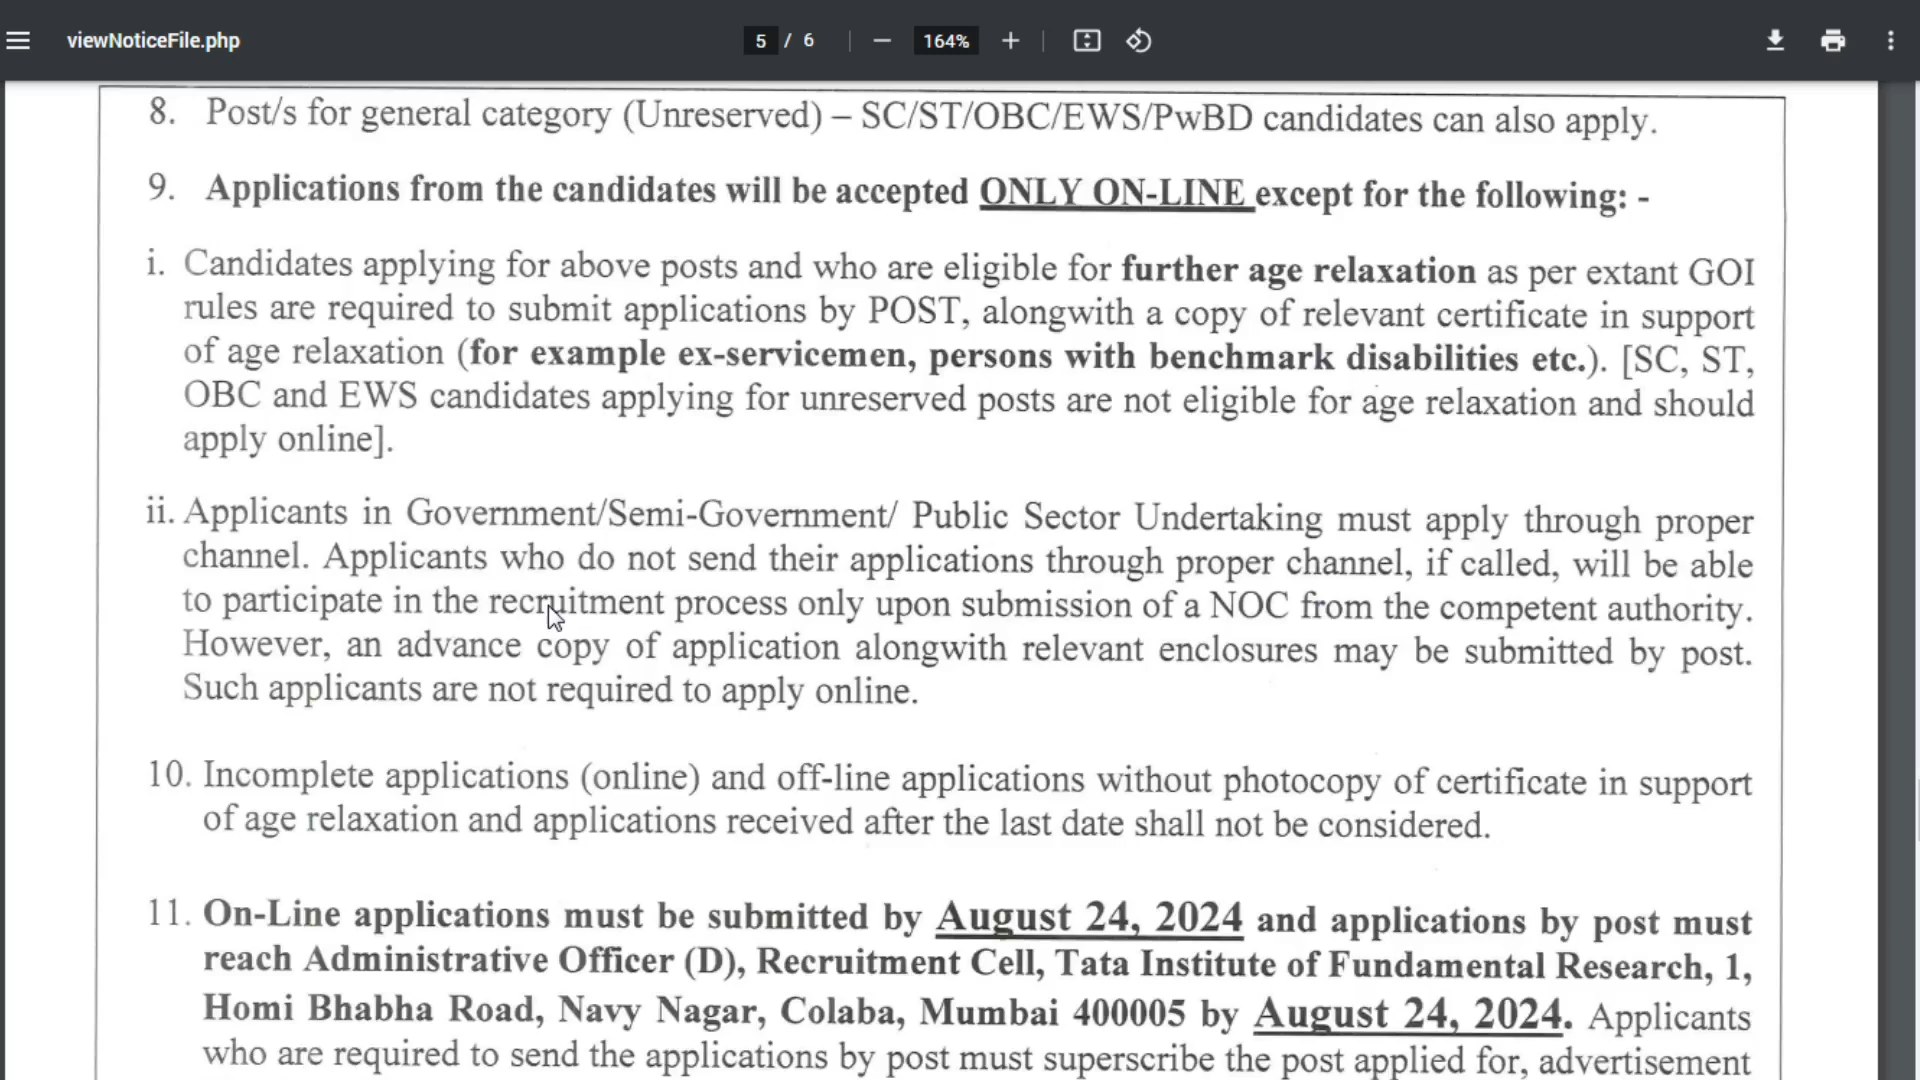 viewNoticeFile.php
5 / 6
164%
8. Post/s for general category (Unreserved) – SC/ST/OBC/EWS/PwBD candidates can also apply.
9. Applications from the candidates will be accepted ONLY ON-LINE except for the following: -
i. Candidates applying for above posts and who are eligible for further age relaxation as per extant GOI
rules are required to submit applications by POST, alongwith a copy of relevant certificate in support
of age relaxation (for example ex-servicemen, persons with benchmark disabilities etc.). [SC, ST,
OBC and EWS candidates applying for unreserved posts are not eligible for age relaxation and should
apply online].
ii. Applicants in Government/Semi-Government/ Public Sector Undertaking must apply through proper
channel. Applicants who do not send their applications through proper channel, if called, will be able
to participate in the recruitment process only upon submission of a NOC from the competent authority.
However, an advance copy of application alongwith relevant enclosures may be submitted by post.
Such applicants are not required to apply online.
10. Incomplete applications (online) and off-line applications without photocopy of certificate in support
of age relaxation and applications received after the last date shall not be considered.
11. On-Line applications must be submitted by August 24, 2024 and applications by post must
reach Administrative Officer (D), Recruitment Cell, Tata Institute of Fundamental Research, 1,
Homi Bhabha Road, Navy Nagar, Colaba, Mumbai 400005 by August 24, 2024. Applicants
who are required to send the applications by post must superscribe the post applied for, advertisement